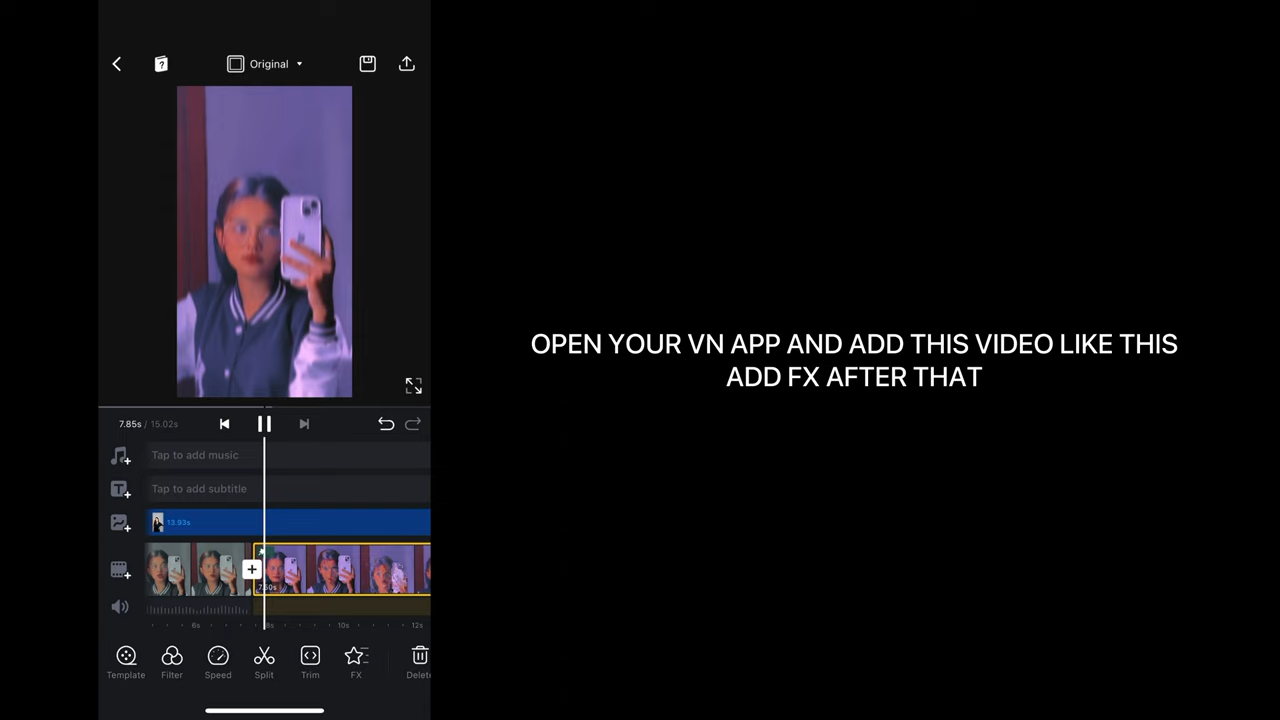 Original
OPEN YOUR VN APP AND ADD THIS VIDEO LIKE THIS
ADD FX AFTER THAT
7.85s / 15.02s
Tap to add music
Tap to add subtitle
13.93s
7.50s
6s 8s 10s 12s
Template Filter Speed Split Trim FX Delete